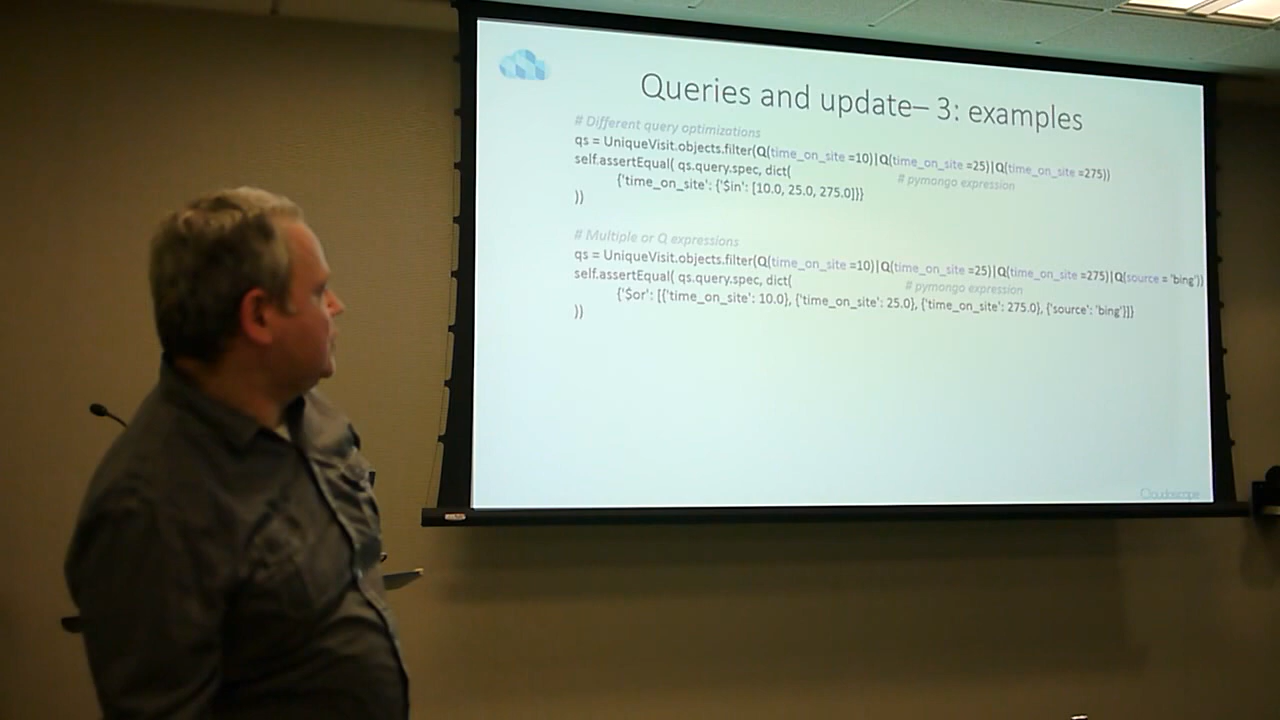 Queries and update– 3: examples
# Different query optimizations
qs = UniqueVisit.objects.filter(Q(time_on_site =10)|Q(time_on_site =25)|Q(time_on_site =275))
self.assertEqual( qs.query.spec, dict( # pymongo expression
{'time_on_site': {'$in': [10.0, 25.0, 275.0]}}
))
# Multiple or Q expressions
qs = UniqueVisit.objects.filter(Q(time_on_site =10)|Q(time_on_site =25)|Q(time_on_site =275)|Q(source = 'bing'))
self.assertEqual( qs.query.spec, dict( # pymongo expression
{'$or': [{'time_on_site': 10.0}, {'time_on_site': 25.0}, {'time_on_site': 275.0}, {'source': 'bing'}]}
))
Cloudoscope